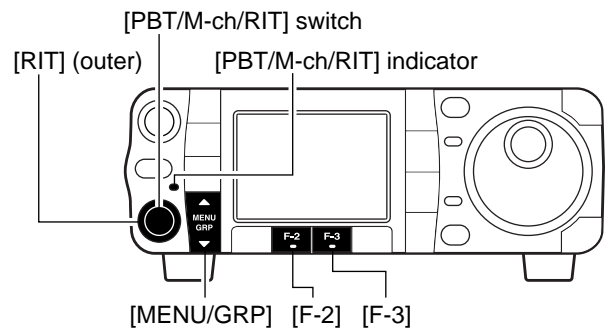 [PBT/M-ch/RIT] switch
[RIT] (outer)
[PBT/M-ch/RIT] indicator
MENU
GRP
F-2
F-3
[MENU/GRP]
[F-2]
[F-3]